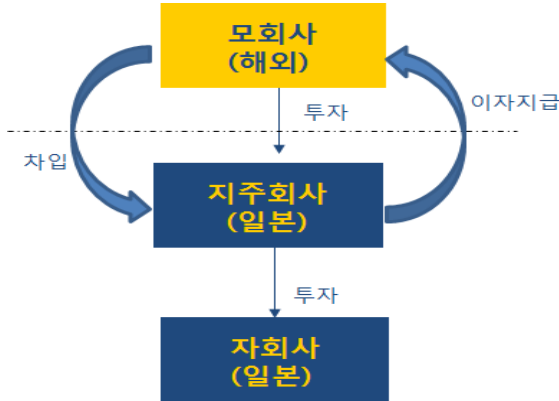 모회사
(해외)
투자
이자지급
차입
지주회사
(일본)
투자
자회사
(일본)